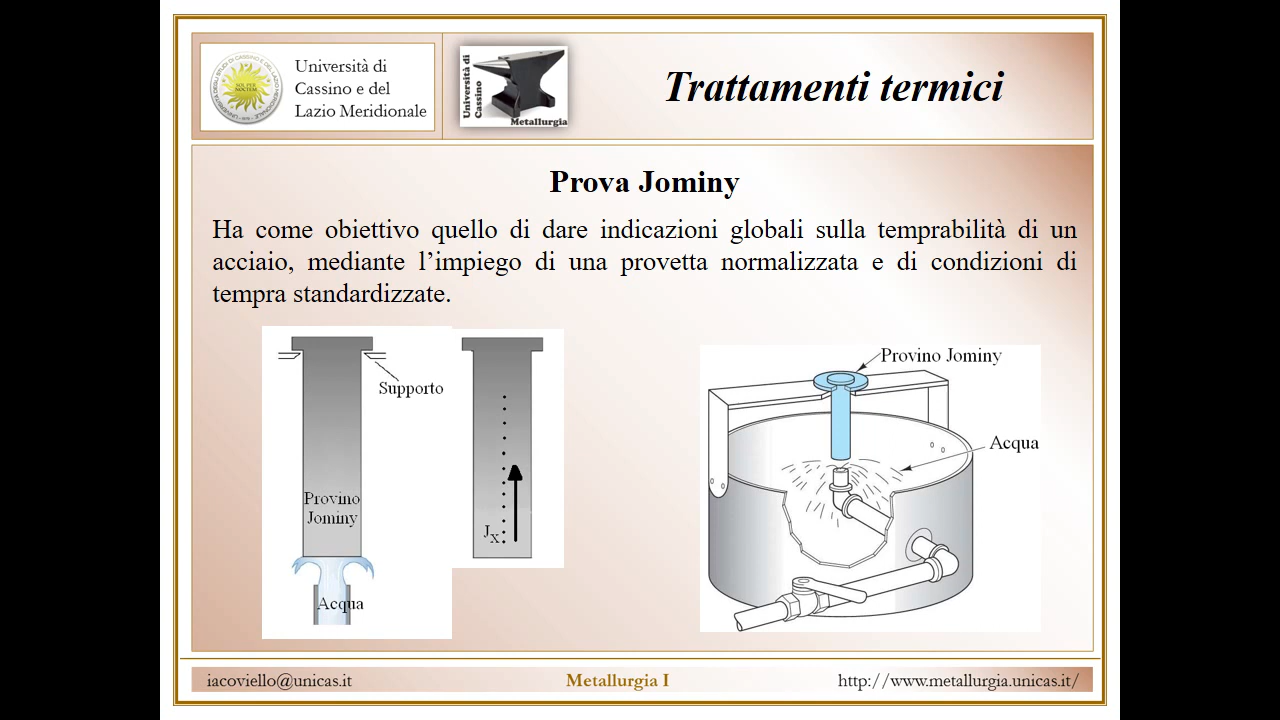 Università di
Cassino e del
Lazio Meridionale
Università di
Cassino
Metallurgia
Trattamenti termici
Prova Jominy
Ha come obiettivo quello di dare indicazioni globali sulla temprabilità di un
acciaio, mediante l’impiego di una provetta normalizzata e di condizioni di
tempra standardizzate.
Supporto
Provino
Jominy
Acqua
Jx
Provino Jominy
Acqua
iacoviello@unicas.it
Metallurgia I
http://www.metallurgia.unicas.it/